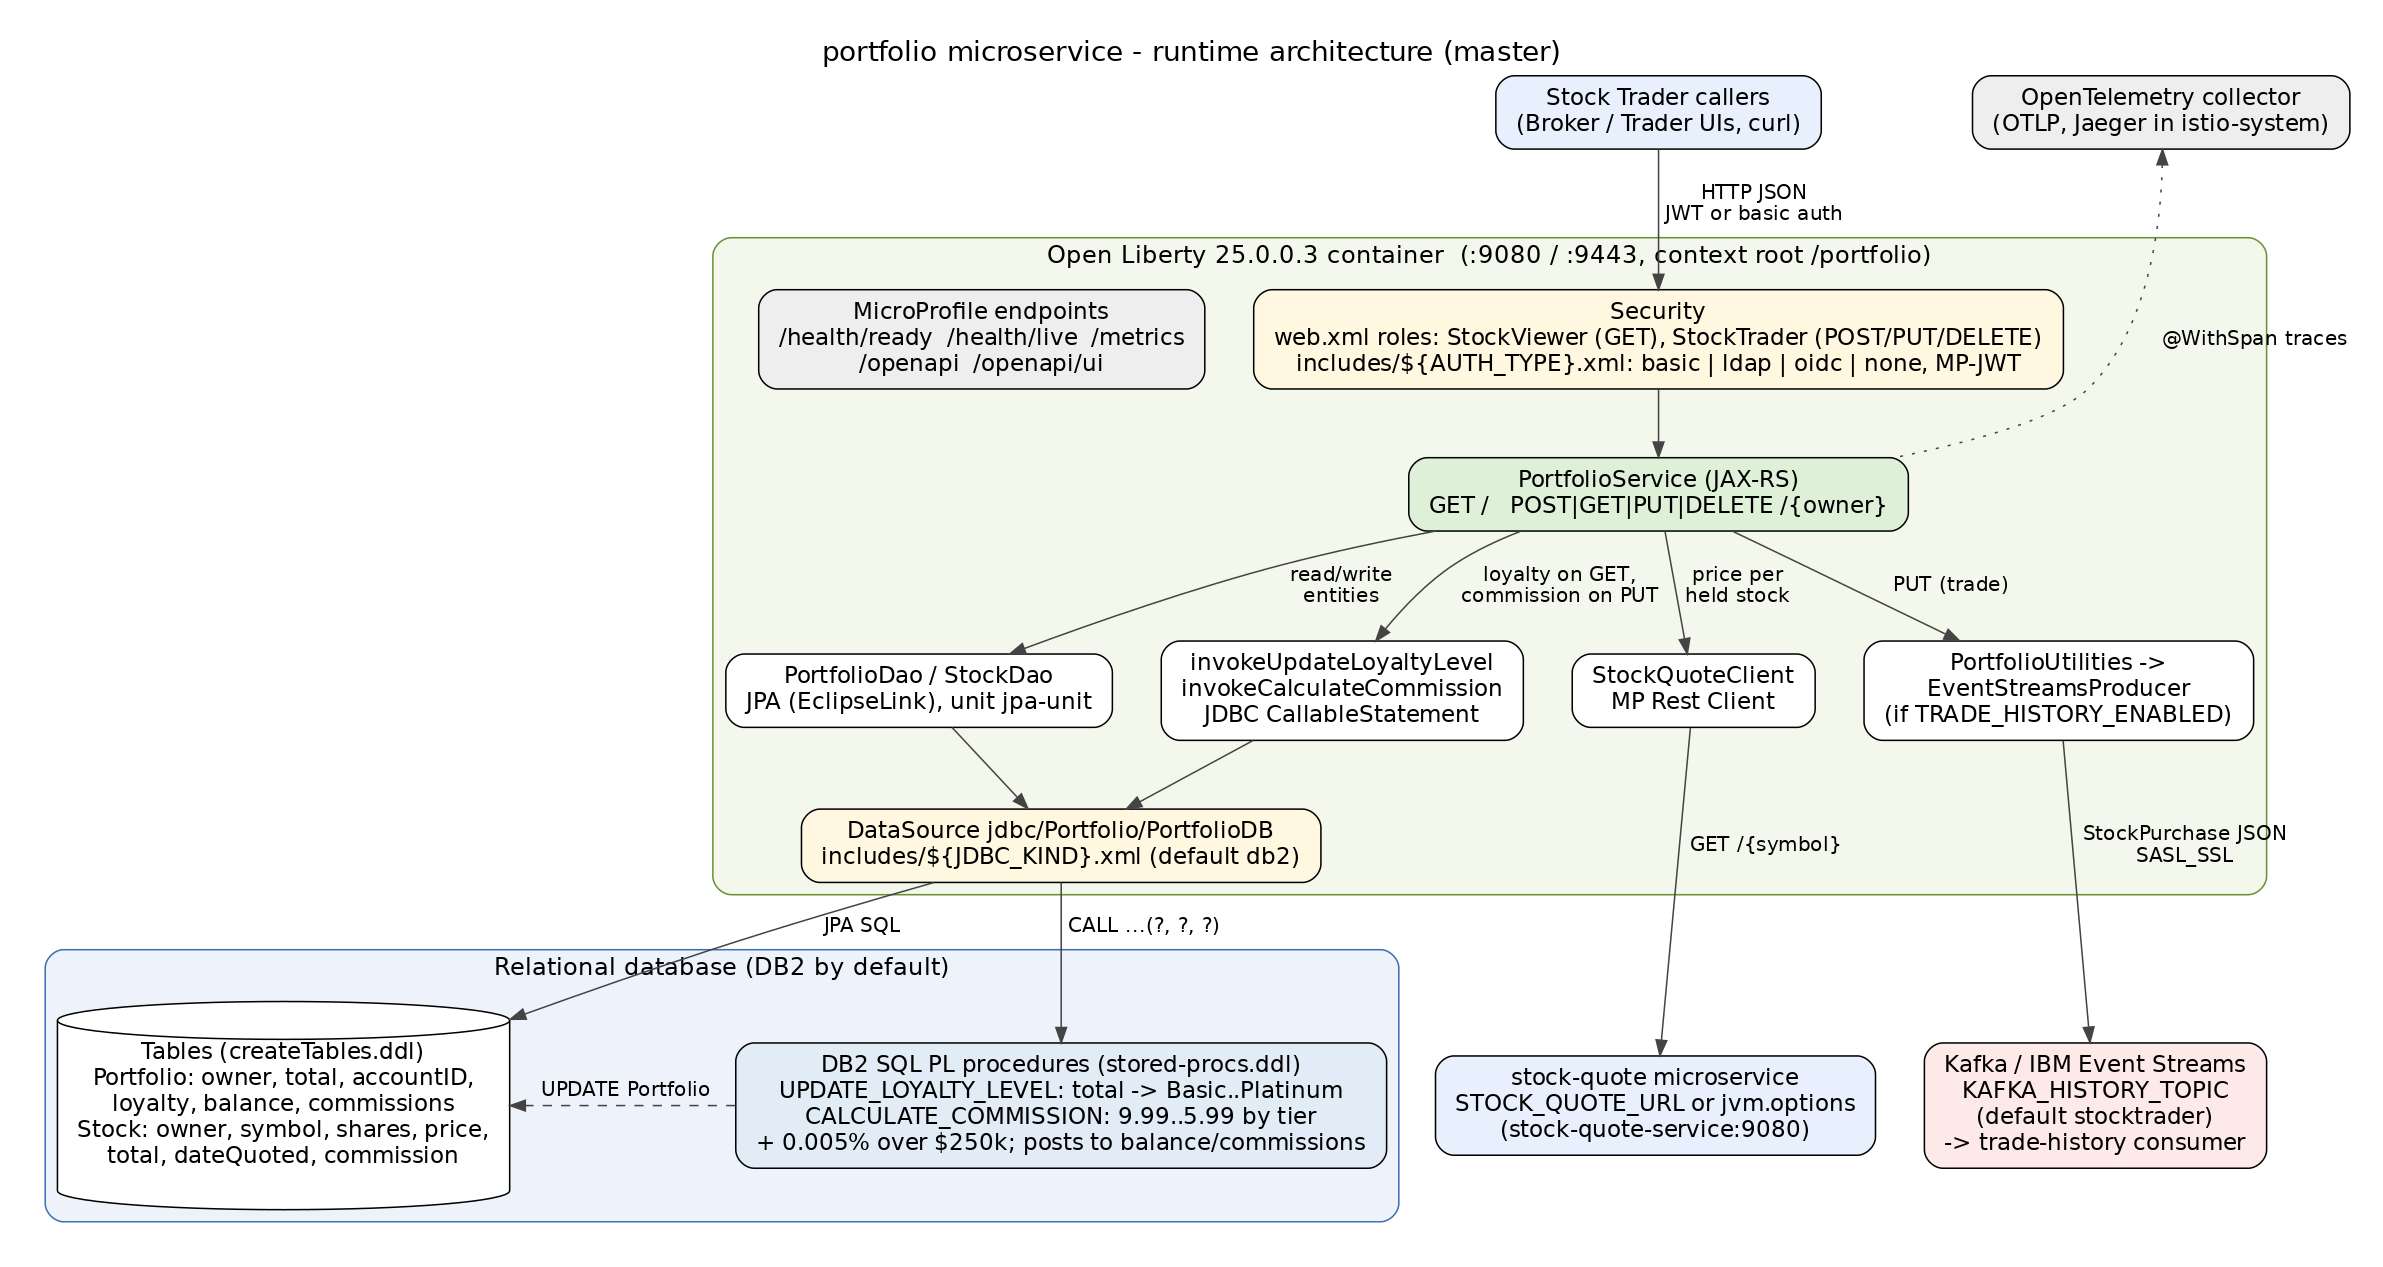 portfolio microservice - runtime architecture (master)
Stock Trader callers
(Broker / Trader UIs, curl)
OpenTelemetry collector
(OTLP, Jaeger in istio-system)
HTTP JSON
JWT or basic auth
Open Liberty 25.0.0.3 container  (:9080 / :9443, context root /portfolio)
MicroProfile endpoints
/health/ready  /health/live  /metrics
/openapi  /openapi/ui
Security
web.xml roles: StockViewer (GET), StockTrader (POST/PUT/DELETE)
includes/${AUTH_TYPE}.xml: basic | ldap | oidc | none, MP-JWT
@WithSpan traces
PortfolioService (JAX-RS)
GET /   POST|GET|PUT|DELETE /{owner}
read/write
entities
loyalty on GET,
commission on PUT
price per
held stock
PUT (trade)
PortfolioDao / StockDao
JPA (EclipseLink), unit jpa-unit
invokeUpdateLoyaltyLevel
invokeCalculateCommission
JDBC CallableStatement
StockQuoteClient
MP Rest Client
PortfolioUtilities ->
EventStreamsProducer
(if TRADE_HISTORY_ENABLED)
DataSource jdbc/Portfolio/PortfolioDB
includes/${JDBC_KIND}.xml (default db2)
GET /{symbol}
StockPurchase JSON
SASL_SSL
JPA SQL
CALL ...(?, ?, ?)
Relational database (DB2 by default)
Tables (createTables.ddl)
Portfolio: owner, total, accountID,
loyalty, balance, commissions
Stock: owner, symbol, shares, price,
total, dateQuoted, commission
UPDATE Portfolio
DB2 SQL PL procedures (stored-procs.ddl)
UPDATE_LOYALTY_LEVEL: total -> Basic..Platinum
CALCULATE_COMMISSION: 9.99..5.99 by tier
+ 0.005% over $250k; posts to balance/commissions
stock-quote microservice
STOCK_QUOTE_URL or jvm.options
(stock-quote-service:9080)
Kafka / IBM Event Streams
KAFKA_HISTORY_TOPIC
(default stocktrader)
-> trade-history consumer